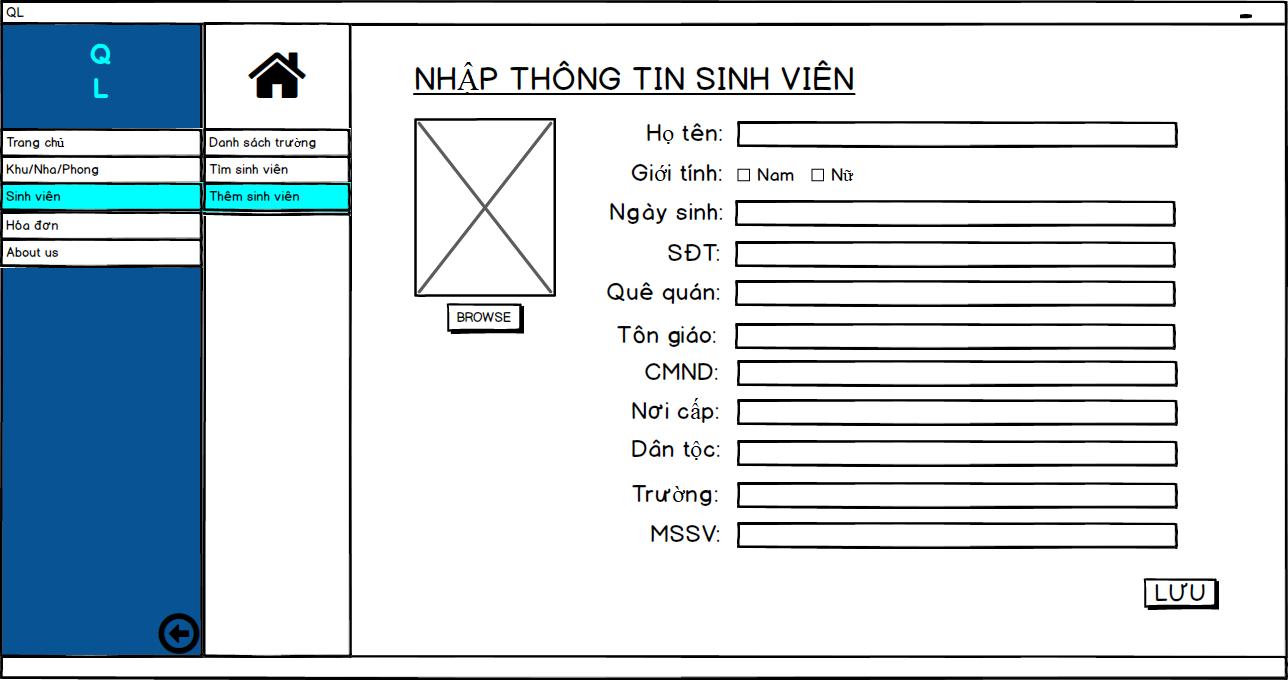 QL
Q
L
Trang chủ
Khu/Nha/Phong
Sinh viên
Hóa đơn
About us
Danh sách trường
Tìm sinh viên
Thêm sinh viên
NHẬP THÔNG TIN SINH VIÊN
BROWSE
Họ tên:
Giới tính: Nam Nữ
Ngày sinh:
SĐT:
Quê quán:
Tôn giáo:
CMND:
Nơi cấp:
Dân tộc:
Trường:
MSSV:
LƯU